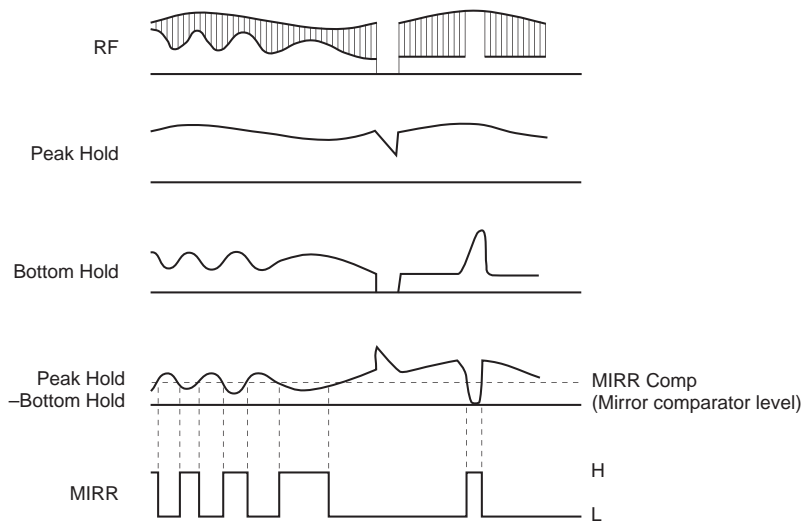 RF
Peak Hold
Bottom Hold
Peak Hold
–Bottom Hold
MIRR Comp
(Mirror comparator level)
H
MIRR
L